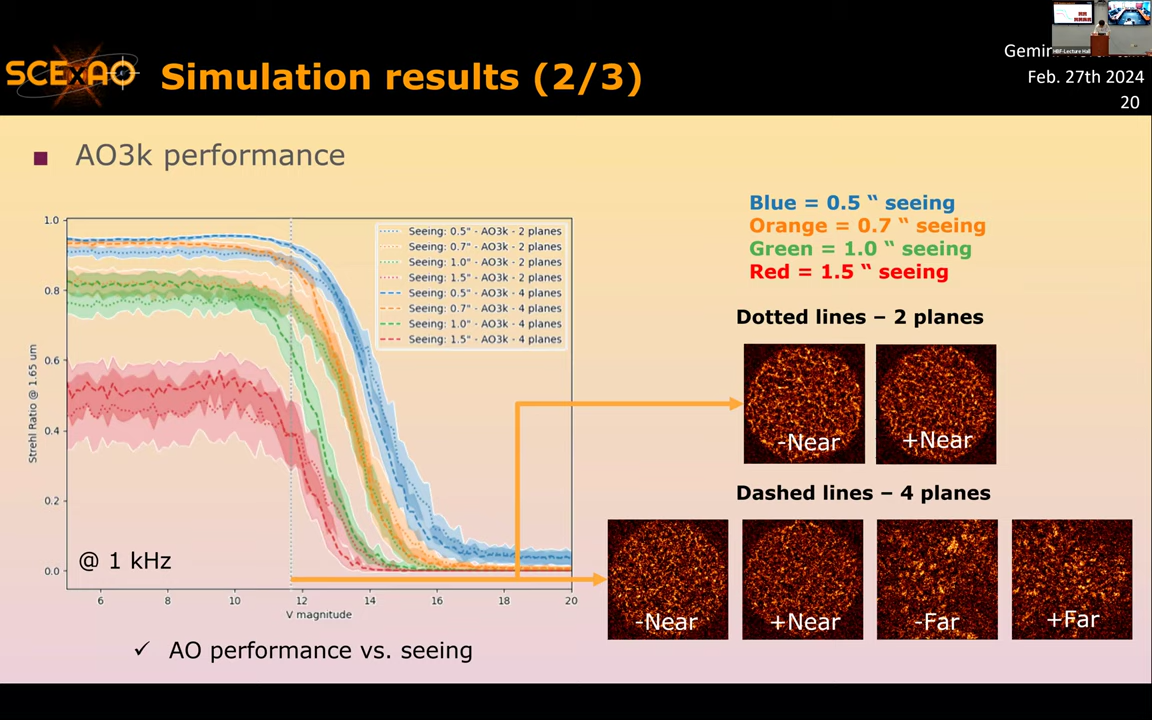 SCExAO
Simulation results (2/3)
HBF-Lecture Hall
Feb. 27th 2024
20
■ AO3k performance
Blue = 0.5 “ seeing
Orange = 0.7 “ seeing
Green = 1.0 “ seeing
Red = 1.5 “ seeing
Seeing: 0.5" - AO3k - 2 planes
Seeing: 0.7" - AO3k - 2 planes
Seeing: 1.0" - AO3k - 2 planes
Seeing: 1.5" - AO3k - 2 planes
Seeing: 0.5" - AO3k - 4 planes
Seeing: 0.7" - AO3k - 4 planes
Seeing: 1.0" - AO3k - 4 planes
Seeing: 1.5" - AO3k - 4 planes
Strehl Ratio @ 1.65 um
1.0
0.8
0.6
0.4
0.2
0.0
@ 1 kHz
6 8 10 12 14 16 18 20
V magnitude
Dotted lines – 2 planes
-Near +Near
Dashed lines – 4 planes
-Near +Near -Far +Far
✓ AO performance vs. seeing